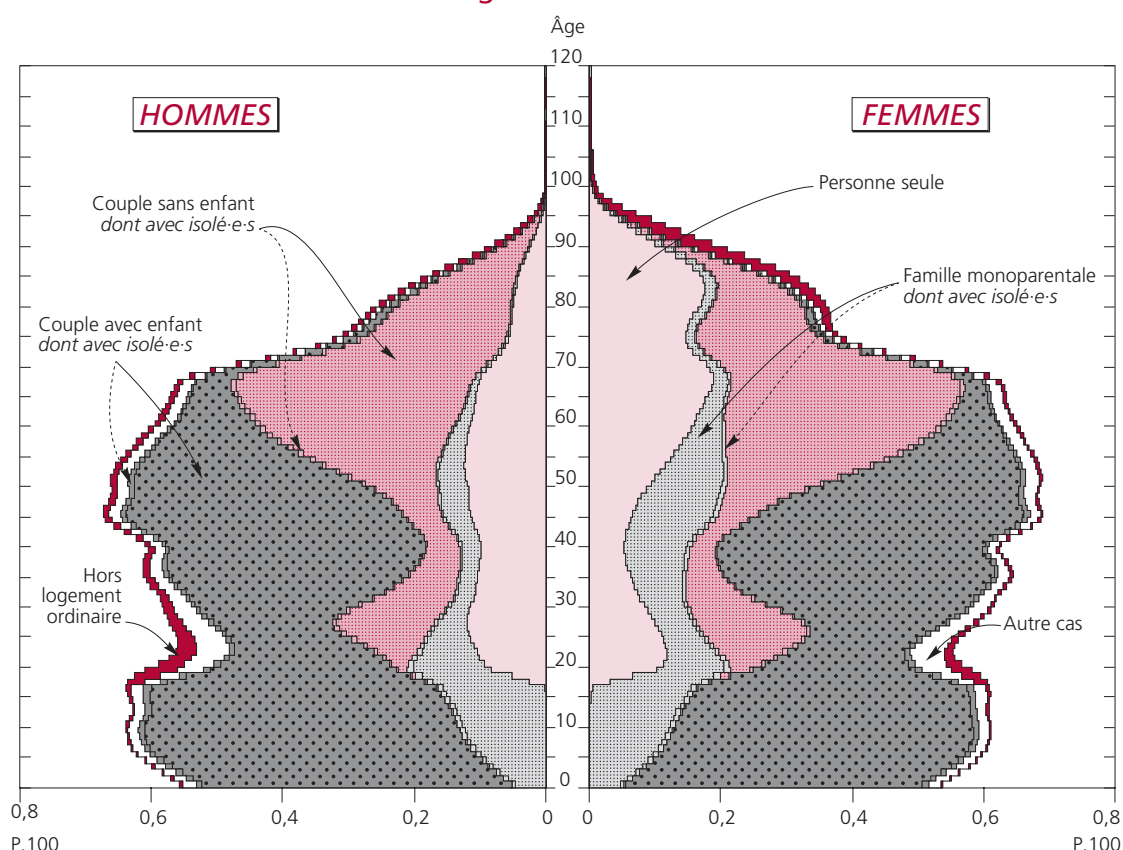 Âge
HOMMES
FEMMES
Couple sans enfant
dont avec isolé·e·s
Couple avec enfant
dont avec isolé·e·s
Hors
logement
ordinaire
Personne seule
Famille monoparentale
dont avec isolé·e·s
Autre cas
120
110
100
90
80
70
60
50
40
30
20
10
0
0,8
0,6
0,4
0,2
0
0
0,2
0,4
0,6
0,8
P.100
P.100